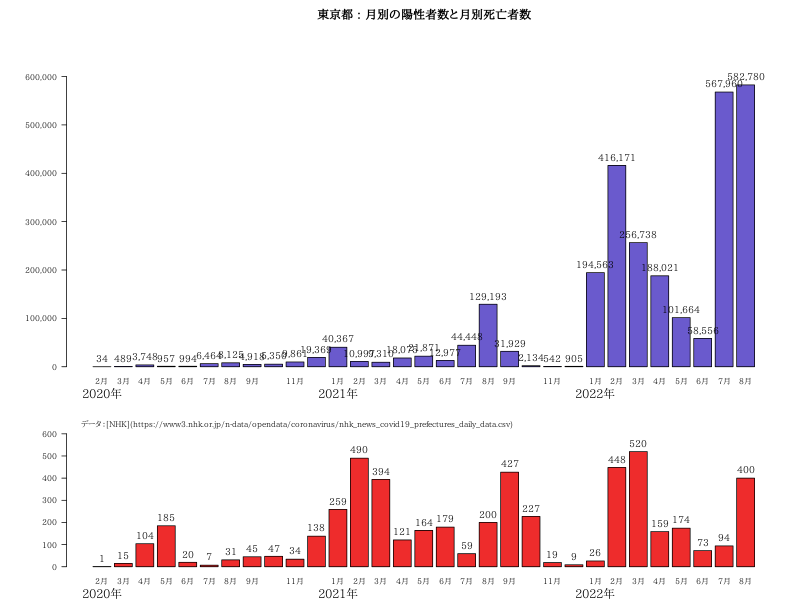 東京都：月別の陽性者数と月別死亡者数
600,000
500,000
400,000
300,000
200,000
100,000
0
34 489 3,748 957 994 6,464 8,125 4,918 5,350 9,861 19,369 40,367 10,997 9,310 18,075 21,871 12,977 44,448 129,193 31,929 2,134 542 905 194,563 416,171 256,738 188,021 101,664 58,556 567,960 582,780
2月 3月 4月 5月 6月 7月 8月 9月 11月 1月 2月 3月 4月 5月 6月 7月 8月 9月 11月 1月 2月 3月 4月 5月 6月 7月 8月
2020年 2021年 2022年
データ:[NHK](https://www3.nhk.or.jp/n-data/opendata/coronavirus/nhk_news_covid19_prefectures_daily_data.csv)
600
500
400
300
200
100
0
1 15 104 185 20 7 31 45 47 34 138 259 490 394 121 164 179 59 200 427 227 19 9 26 448 520 159 174 73 94 400
2月 3月 4月 5月 6月 7月 8月 9月 11月 1月 2月 3月 4月 5月 6月 7月 8月 9月 11月 1月 2月 3月 4月 5月 6月 7月 8月
2020年 2021年 2022年